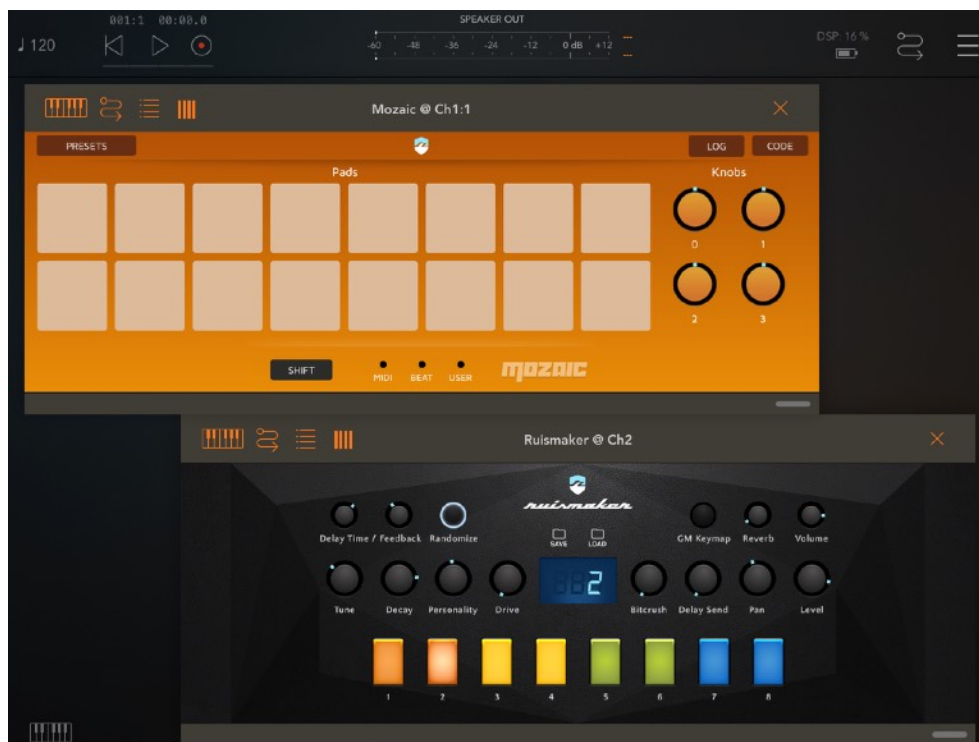 001:1 00:00.0
SPEAKER OUT
♩ 120
-60 -48 -36 -24 -12 0 dB +12
DSP: 16 %
Mozaic @ Ch1:1
PRESETS
LOG CODE
Pads
Knobs
0 1
2 3
SHIFT
MIDI BEAT USER
mozaic
Ruismaker @ Ch2
ruismaker
Delay Time / Feedback Randomize
SAVE LOAD
GM Keymap Reverb Volume
2
Tune Decay Personality Drive
Bitcrush Delay Send Pan Level
1 2 3 4 5 6 7 8